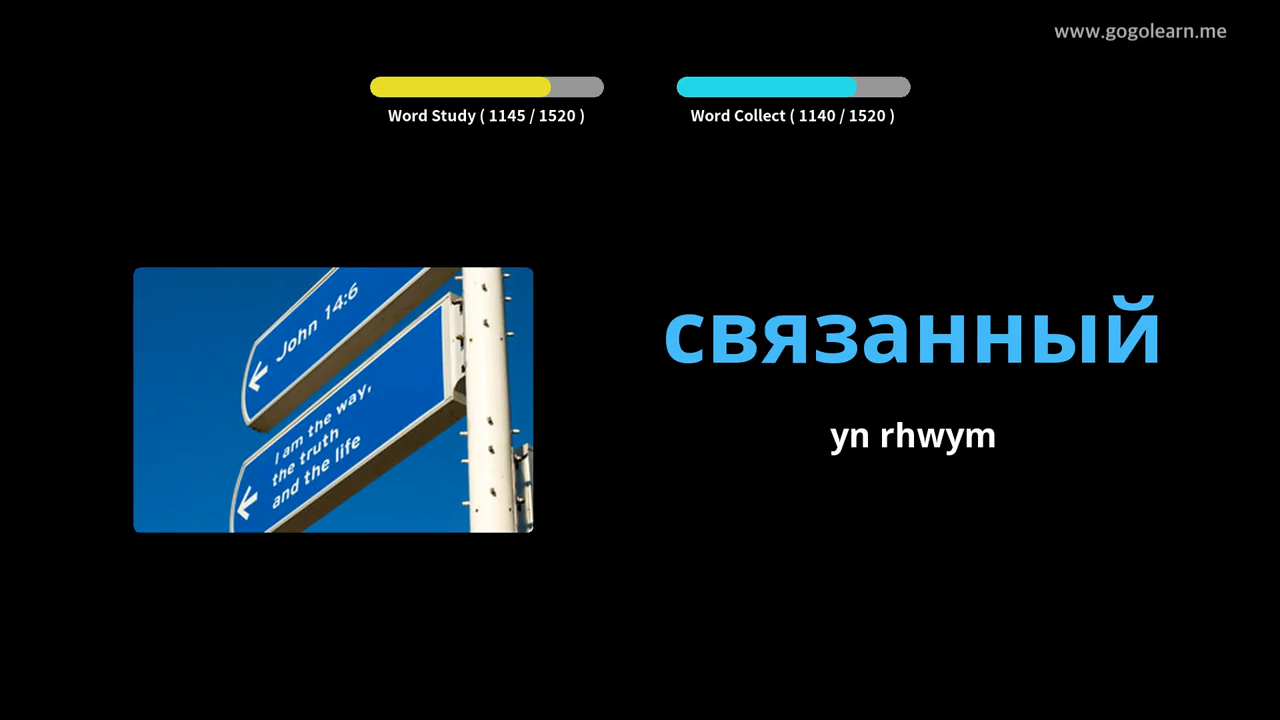 www.gogolearn.me
Word Study ( 1145 / 1520 )
Word Collect ( 1140 / 1520 )
John 14:6
I am the way,
the truth
and the life
связанный
yn rhwym